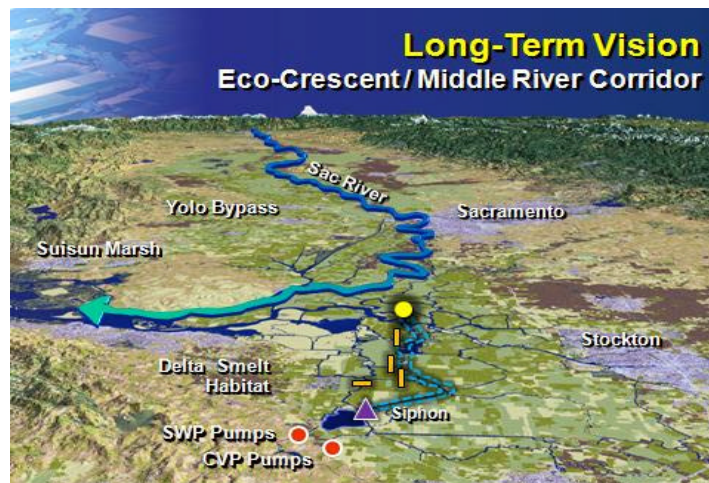 Long-Term Vision
Eco-Crescent / Middle River Corridor
Sac River
Yolo Bypass
Sacramento
Suisun Marsh
Stockton
Delta Smelt
Habitat
Siphon
SWP Pumps
CVP Pumps